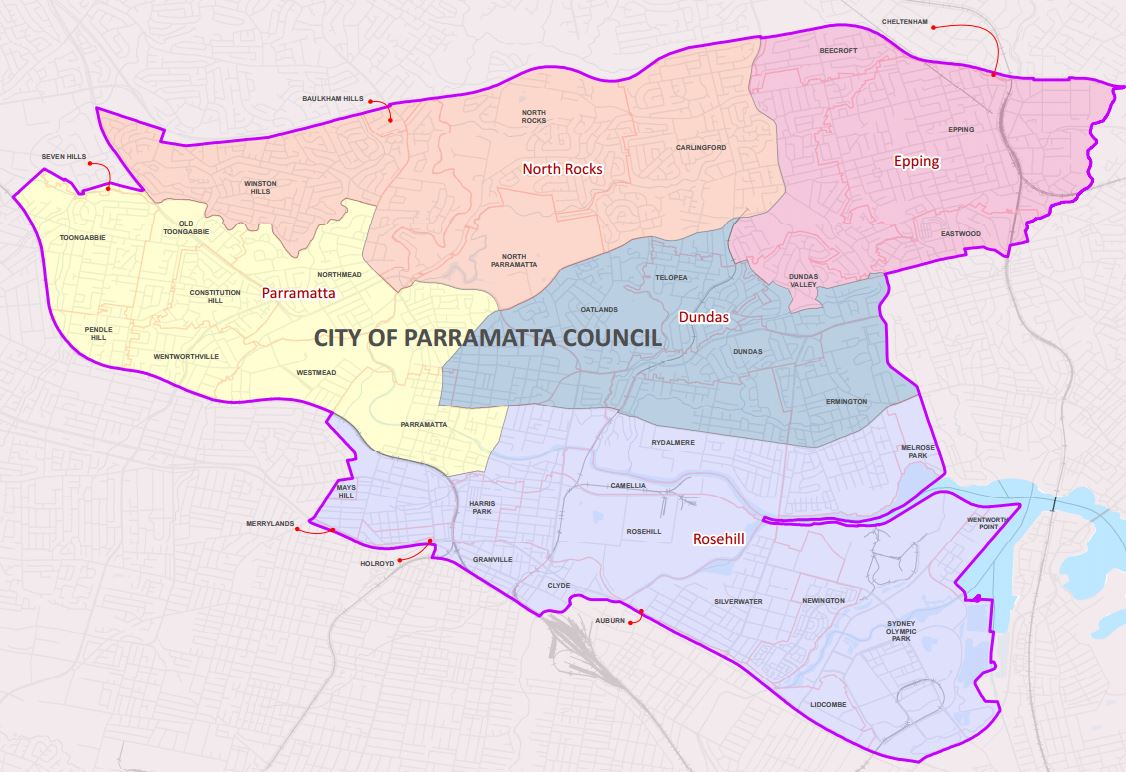 CHELTENHAM
BEECROFT
BAULKHAM HILLS
NORTH
ROCKS
EPPING
CARLINGFORD
SEVEN HILLS
North Rocks
Epping
WINSTON
HILLS
OLD
TOONGABBIE
TOONGABBIE
EASTWOOD
NORTH
PARRAMATTA
NORTHMEAD
TELOPEA
DUNDAS
VALLEY
CONSTITUTION
HILL
Parramatta
OATLANDS
Dundas
PENDLE
HILL
CITY OF PARRAMATTA COUNCIL
WENTWORTHVILLE
DUNDAS
WESTMEAD
ERMINGTON
PARRAMATTA
RYDALMERE
MELROSE
PARK
MAYS
HILL
CAMELLIA
HARRIS
PARK
MERRYLANDS
ROSEHILL
Rosehill
WENTWORTH
POINT
HOLROYD
GRANVILLE
CLYDE
SILVERWATER
NEWINGTON
AUBURN
SYDNEY
OLYMPIC
PARK
LIDCOMBE